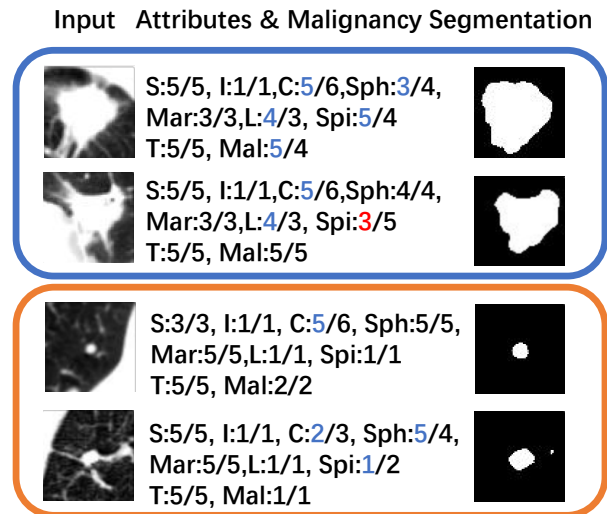 Input Attributes & Malignancy Segmentation
S:5/5, I:1/1,C:5/6,Sph:3/4,
Mar:3/3,L:4/3, Spi:5/4
T:5/5, Mal:5/4
S:5/5, I:1/1,C:5/6,Sph:4/4,
Mar:3/3,L:4/3, Spi:3/5
T:5/5, Mal:5/5
S:3/3, I:1/1, C:5/6, Sph:5/5,
Mar:5/5,L:1/1, Spi:1/1
T:5/5, Mal:2/2
S:5/5, I:1/1, C:2/3, Sph:5/4,
Mar:5/5,L:1/1, Spi:1/2
T:5/5, Mal:1/1